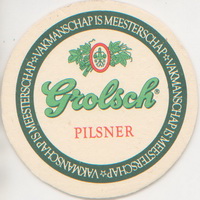 VAKMANSCHAP IS MEESTERSCHAP
VAKMANSCHAP IS MEESTERSCHAP
Grolsch
PILSNER